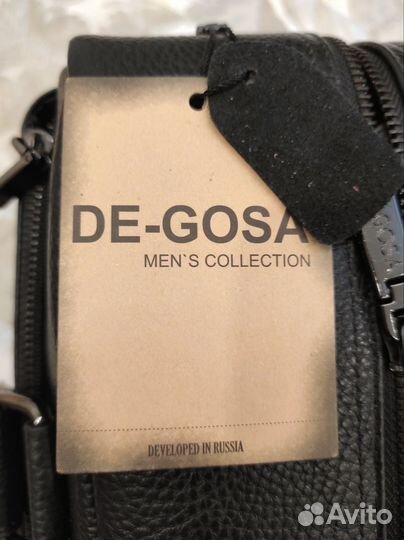 DE-GOSA
MEN`S COLLECTION
DEVELOPED IN RUSSIA
Avito